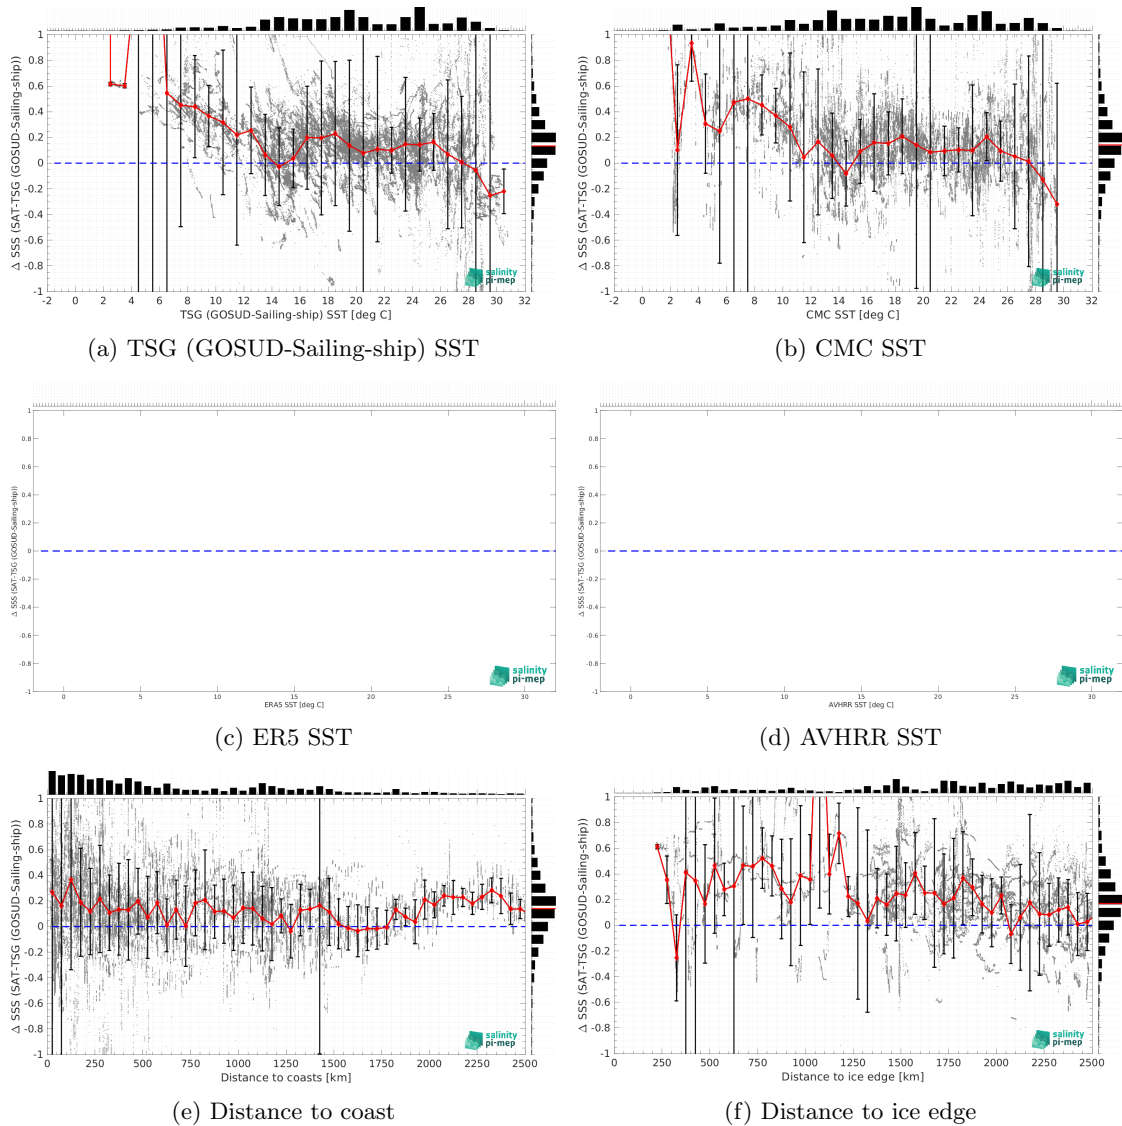 1
0.8
0.6
0.4
0.2
0
-0.2
-0.4
-0.6
-0.8
-1
Δ SSS (SAT-TSG (GOSUD-Sailing-ship))
-2 0 2 4 6 8 10 12 14 16 18 20 22 24 26 28 30 32
TSG (GOSUD-Sailing-ship) SST [deg C]
salinity
pi-mep
(a) TSG (GOSUD-Sailing-ship) SST
1
0.8
0.6
0.4
0.2
0
-0.2
-0.4
-0.6
-0.8
-1
Δ SSS (SAT-TSG (GOSUD-Sailing-ship))
-2 0 2 4 6 8 10 12 14 16 18 20 22 24 26 28 30 32
CMC SST [deg C]
salinity
pi-mep
(b) CMC SST
1
0.8
0.6
0.4
0.2
0
-0.2
-0.4
-0.6
-0.8
-1
Δ SSS (SAT-TSG (GOSUD-Sailing-ship))
0 5 10 15 20 25 30
ERA5 SST [deg C]
salinity
pi-mep
(c) ER5 SST
1
0.8
0.6
0.4
0.2
0
-0.2
-0.4
-0.6
-0.8
-1
Δ SSS (SAT-TSG (GOSUD-Sailing-ship))
0 5 10 15 20 25 30
AVHRR SST [deg C]
salinity
pi-mep
(d) AVHRR SST
1
0.8
0.6
0.4
0.2
0
-0.2
-0.4
-0.6
-0.8
-1
Δ SSS (SAT-TSG (GOSUD-Sailing-ship))
0 250 500 750 1000 1250 1500 1750 2000 2250 2500
Distance to coasts [km]
salinity
pi-mep
(e) Distance to coast
1
0.8
0.6
0.4
0.2
0
-0.2
-0.4
-0.6
-0.8
-1
Δ SSS (SAT-TSG (GOSUD-Sailing-ship))
0 250 500 750 1000 1250 1500 1750 2000 2250 2500
Distance to ice edge [km]
salinity
pi-mep
(f) Distance to ice edge